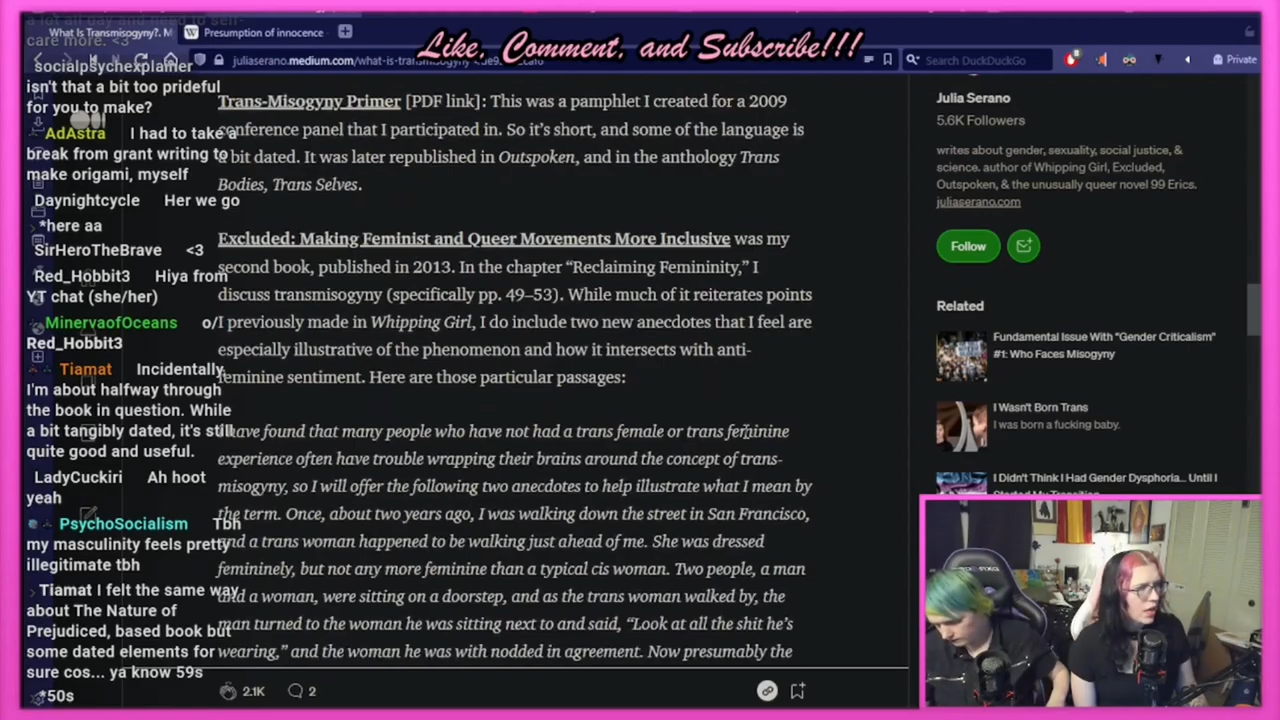 a lot all day and need to self-
care more. <3
socialpsychexplainer
isn't that a bit too prideful
for you to make?
AdAstra I had to take a
break from grant writing to
make origami, myself
Daynightcycle Her we go
*here aa
SirHeroTheBrave <3
Red_Hobbit3 Hiya from
YT chat (she/her)
MinervaofOceans o/
Red_Hobbit3
Tiamat Incidentally,
I'm about halfway through
the book in question. While
a bit tangibly dated, it's still
quite good and useful.
LadyCuckiri Ah hoot
yeah
PsychoSocialism Tbh
my masculinity feels pretty
illegitimate tbh
Tiamat I felt the same way
about The Nature of
Prejudiced, based book but
some dated elements for
sure cos... ya know 59s
*50s
What Is Transmisogyny?. M
Presumption of innocence
Like, Comment, and Subscribe!!!
juliaserano.medium.com/what-is-transmisogyny
Search DuckDuckGo
Private
Trans-Misogyny Primer [PDF link]: This was a pamphlet I created for a 2009
conference panel that I participated in. So it's short, and some of the language is
a bit dated. It was later republished in Outspoken, and in the anthology Trans
Bodies, Trans Selves.
Excluded: Making Feminist and Queer Movements More Inclusive was my
second book, published in 2013. In the chapter “Reclaiming Femininity,” I
discuss transmisogyny (specifically pp. 49–53). While much of it reiterates points
I previously made in Whipping Girl, I do include two new anecdotes that I feel are
especially illustrative of the phenomenon and how it intersects with anti-
feminine sentiment. Here are those particular passages:
I have found that many people who have not had a trans female or trans feminine
experience often have trouble wrapping their brains around the concept of trans-
misogyny, so I will offer the following two anecdotes to help illustrate what I mean by
the term. Once, about two years ago, I was walking down the street in San Francisco,
and a trans woman happened to be walking just ahead of me. She was dressed
femininely, but not any more feminine than a typical cis woman. Two people, a man
and a woman, were sitting on a doorstep, and as the trans woman walked by, the
man turned to the woman he was sitting next to and said, “Look at all the shit he's
wearing,” and the woman he was with nodded in agreement. Now presumably the
2.1K
2
Julia Serano
5.6K Followers
writes about gender, sexuality, social justice, &
science. author of Whipping Girl, Excluded,
Outspoken, & the unusually queer novel 99 Erics.
juliaserano.com
Follow
Related
Fundamental Issue With "Gender Criticalism"
#1: Who Faces Misogyny
I Wasn't Born Trans
I was born a fucking baby.
I Didn't Think I Had Gender Dysphoria... Until I
Started My Transition